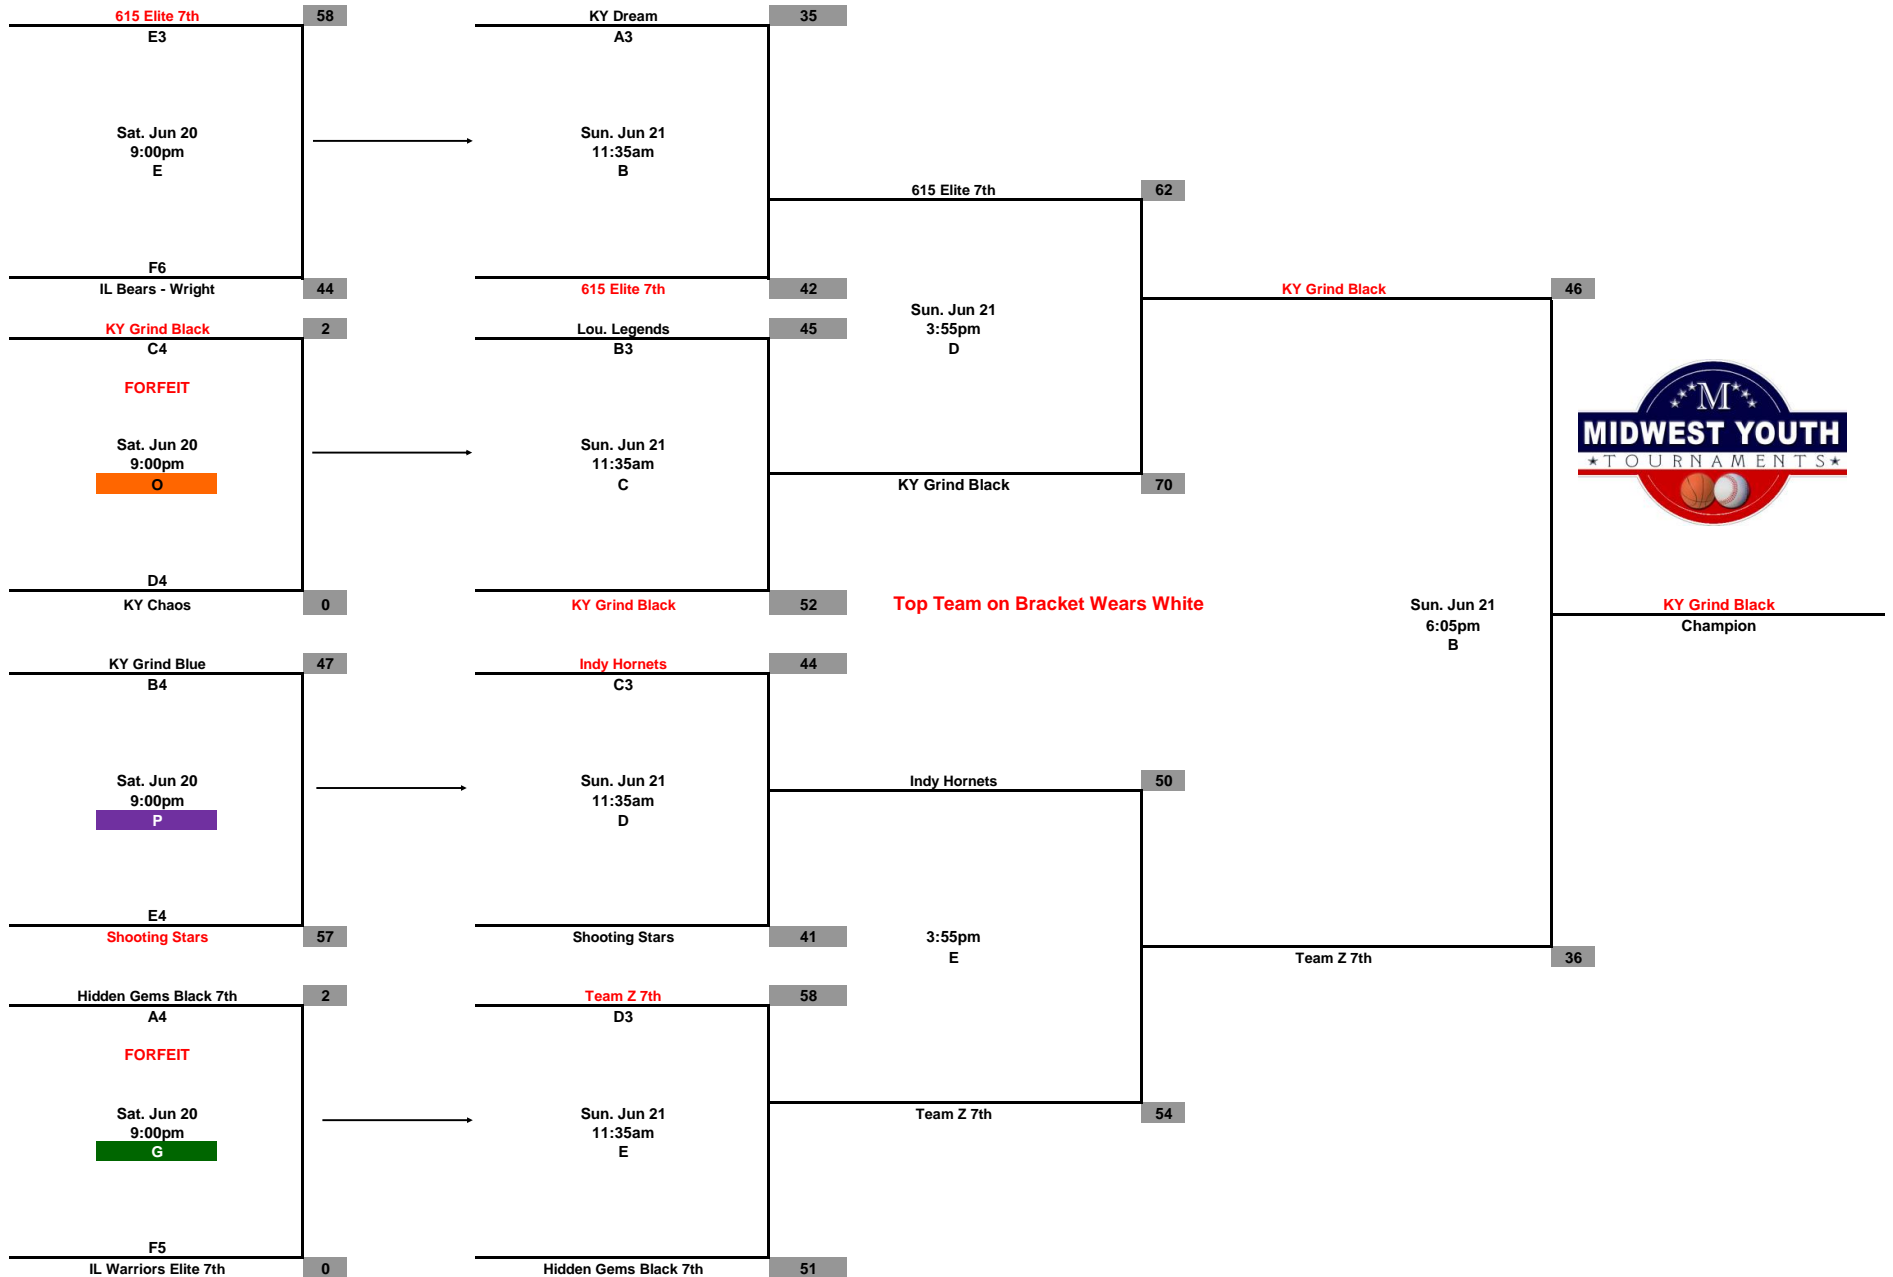 615 Elite 7th 58
E3
Sat. Jun 20
9:00pm
E
F6
IL Bears - Wright 44
KY Grind Black 2
C4
FORFEIT
Sat. Jun 20
9:00pm
O
D4
KY Chaos 0
KY Grind Blue 47
B4
Sat. Jun 20
9:00pm
P
E4
Shooting Stars 57
Hidden Gems Black 7th 2
A4
FORFEIT
Sat. Jun 20
9:00pm
G
F5
IL Warriors Elite 7th 0
KY Dream 35
A3
Sun. Jun 21
11:35am
B
615 Elite 7th 42
Lou. Legends 45
B3
Sun. Jun 21
11:35am
C
KY Grind Black 52
Indy Hornets 44
C3
Sun. Jun 21
11:35am
D
Shooting Stars 41
Team Z 7th 58
D3
Sun. Jun 21
11:35am
E
Hidden Gems Black 7th 51
615 Elite 7th 62
Sun. Jun 21
3:55pm
D
KY Grind Black 70
Top Team on Bracket Wears White
Indy Hornets 50
3:55pm
E
Team Z 7th 54
KY Grind Black 46
Sun. Jun 21
6:05pm
B
Team Z 7th 36
M
MIDWEST YOUTH
TOURNAMENTS
KY Grind Black
Champion